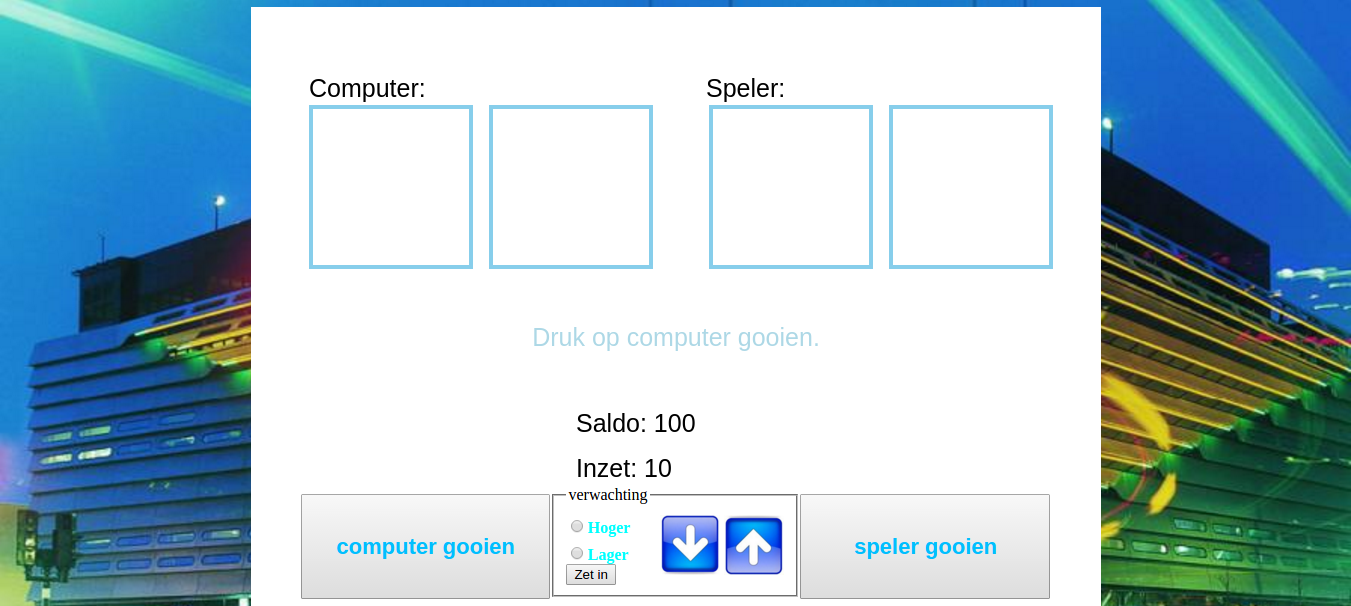 Computer:
Speler:
Druk op computer gooien.
Saldo: 100
Inzet: 10
computer gooien
verwachting
Hoger
Lager
Zet in
speler gooien